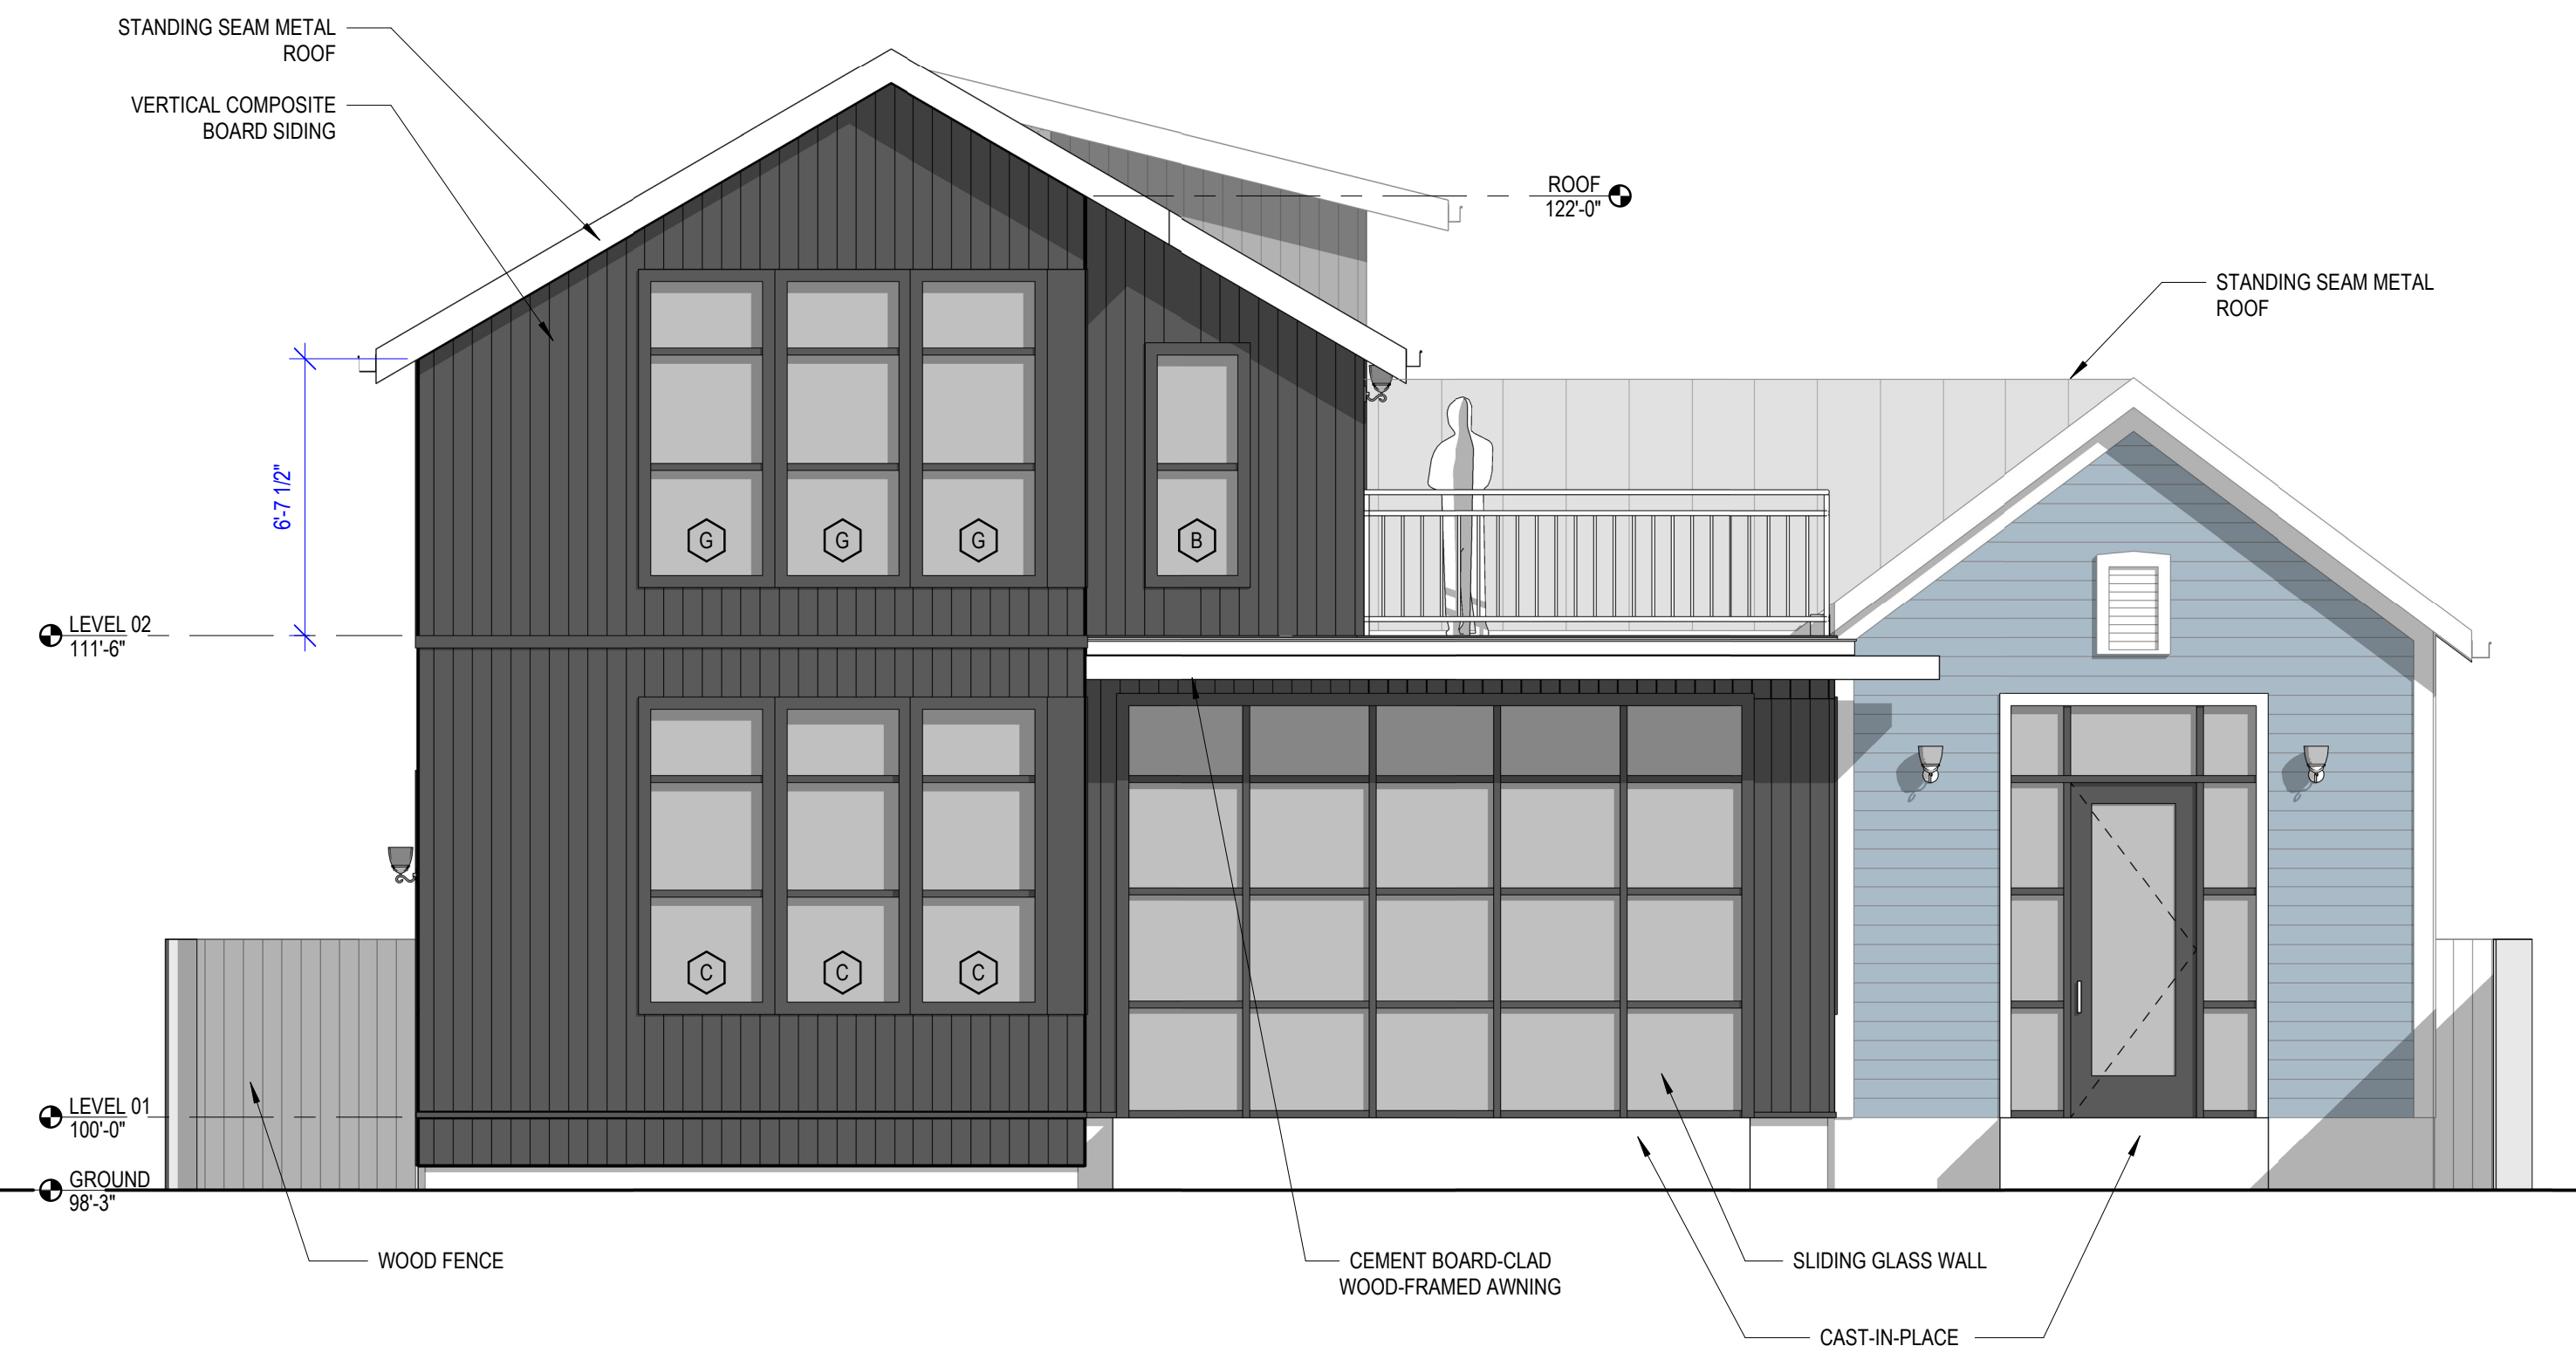 STANDING SEAM METAL
ROOF
VERTICAL COMPOSITE
BOARD SIDING
ROOF
122'-0"
STANDING SEAM METAL
ROOF
6'-7 1/2"
G
G
G
B
LEVEL 02
111'-6"
C
C
C
LEVEL 01
100'-0"
GROUND
98'-3"
WOOD FENCE
CEMENT BOARD-CLAD
WOOD-FRAMED AWNING
SLIDING GLASS WALL
CAST-IN-PLACE